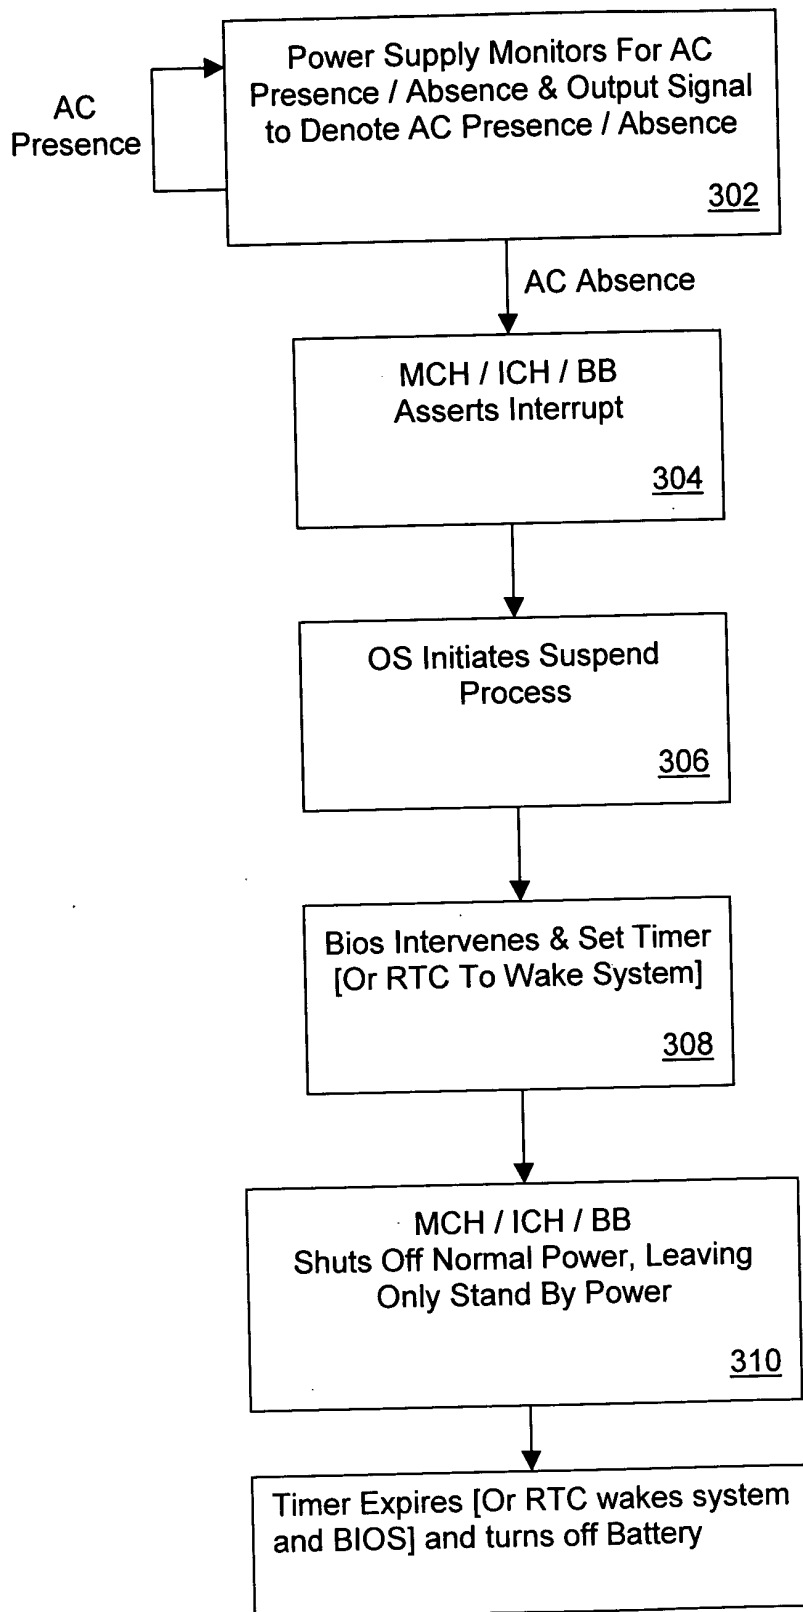 AC
Presence
Power Supply Monitors For AC
Presence / Absence & Output Signal
to Denote AC Presence / Absence
302
AC Absence
MCH / ICH / BB
Asserts Interrupt
304
OS Initiates Suspend
Process
306
Bios Intervenes & Set Timer
[Or RTC To Wake System]
308
MCH / ICH / BB
Shuts Off Normal Power, Leaving
Only Stand By Power
310
Timer Expires [Or RTC wakes system
and BIOS] and turns off Battery